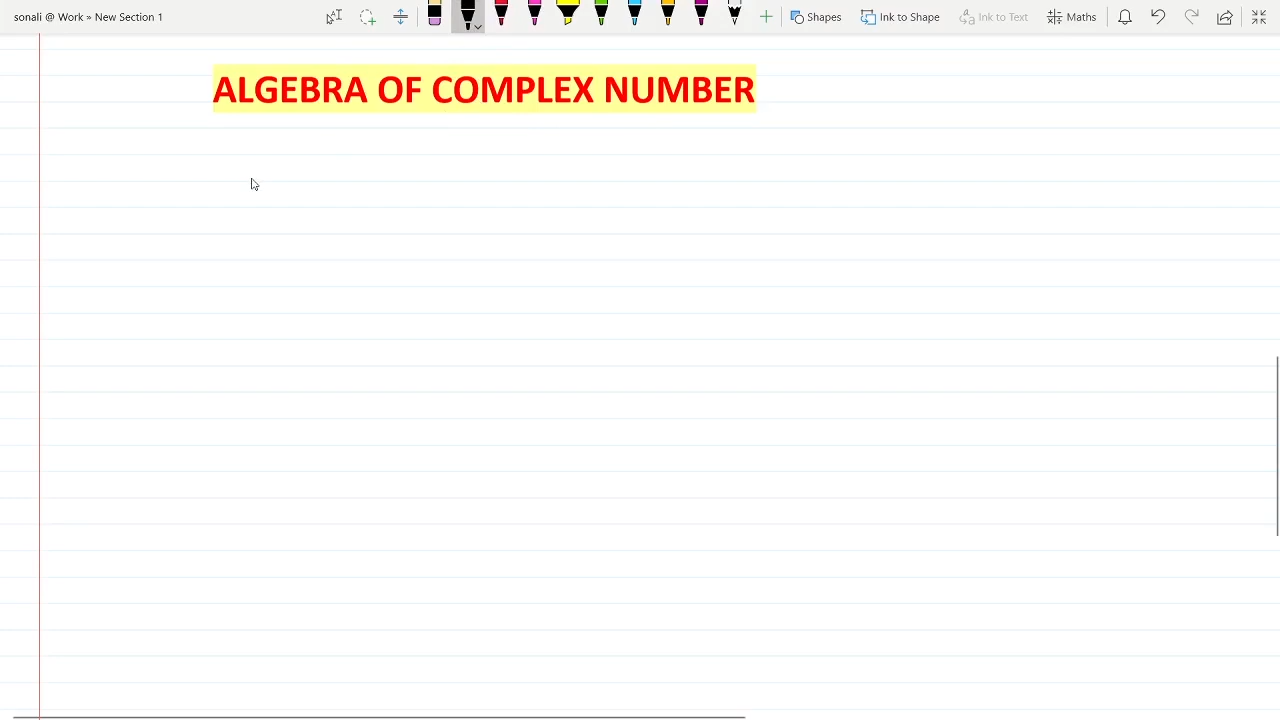 sonali @ Work » New Section 1
Shapes
Ink to Shape
Ink to Text
Maths
ALGEBRA OF COMPLEX NUMBER